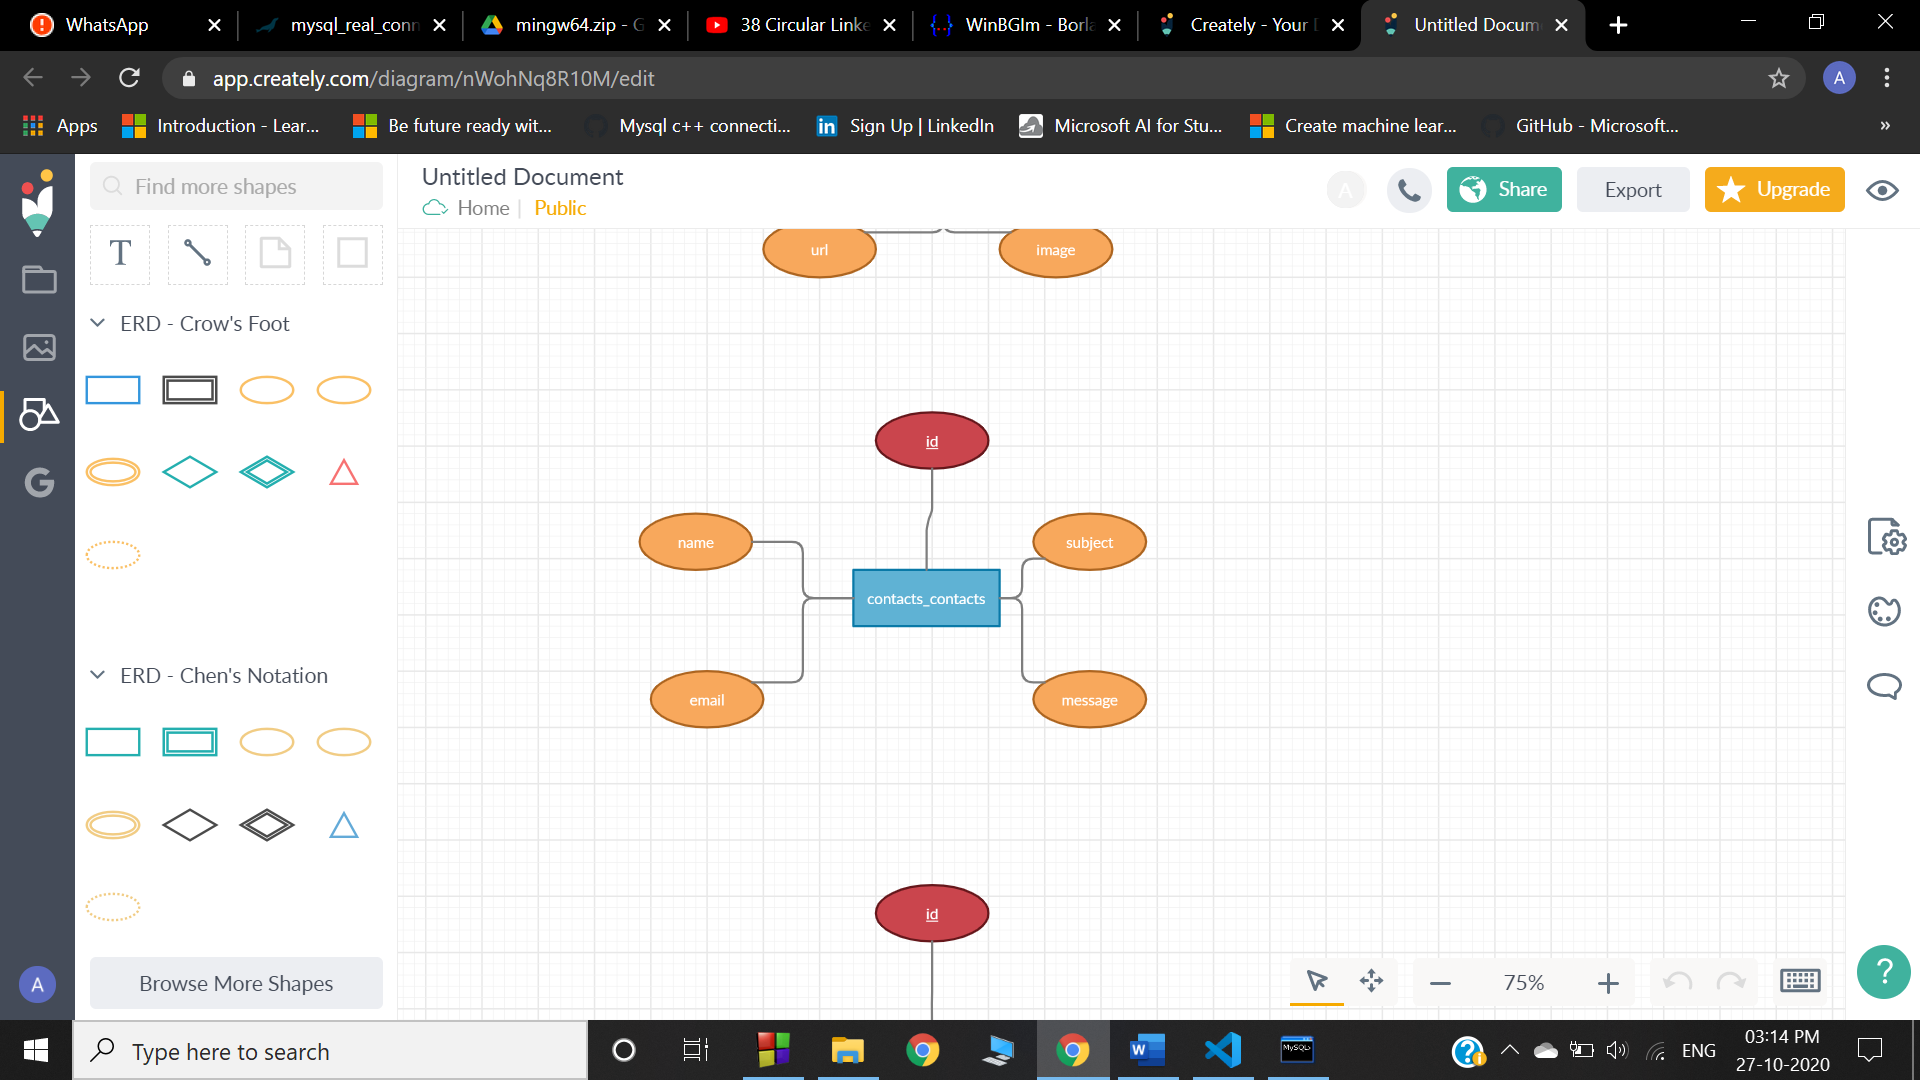 WhatsApp
mysql_real_conn
mingw64.zip - G
38 Circular Linke
WinBGIm - Borla
Creately - Your D
Untitled Docum
app.creately.com/diagram/nWohNq8R10M/edit
A
Apps
Introduction - Lear...
Be future ready wit...
Mysql c++ connecti...
Sign Up | LinkedIn
Microsoft AI for Stu...
Create machine lear...
GitHub - Microsoft...
»
Find more shapes
Untitled Document
Home | Public
A
Share
Export
Upgrade
T
ERD - Crow's Foot
ERD - Chen's Notation
Browse More Shapes
url
image
id
name
subject
contacts_contacts
email
message
id
G
A
75%
?
Type here to search
W
MySQL
ENG
03:14 PM
27-10-2020